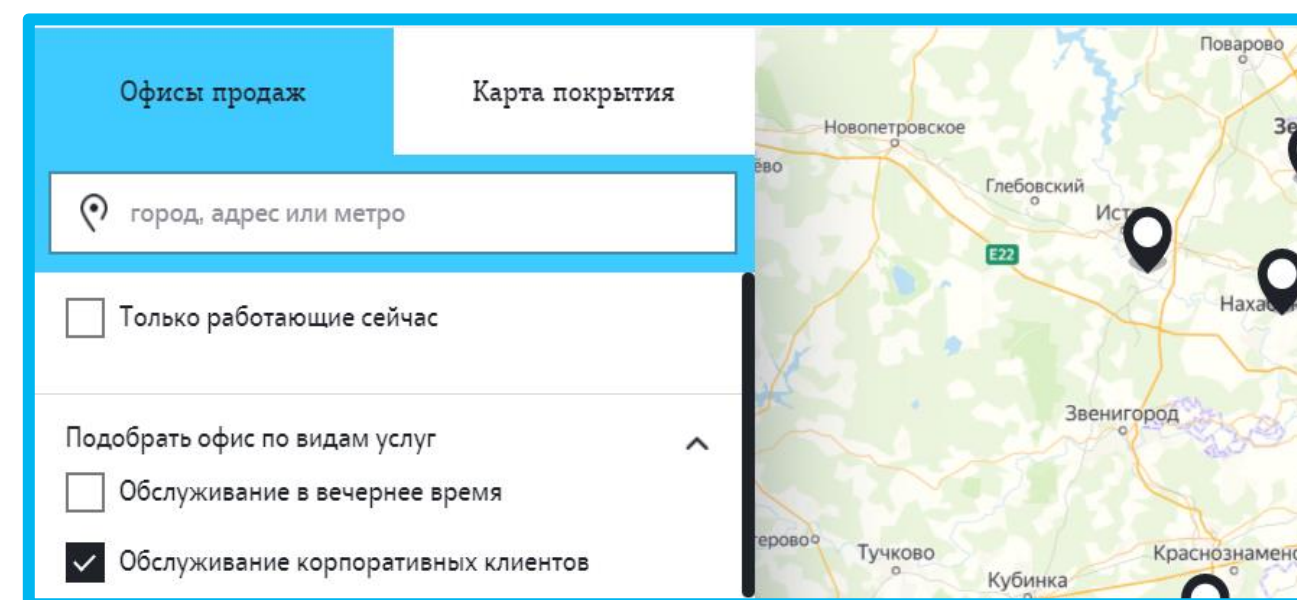 Офисы продаж
Карта покрытия
город, адрес или метро
Только работающие сейчас
Подобрать офис по видам услуг
Обслуживание в вечернее время
Обслуживание корпоративных клиентов
Поварово
Новопетровское
Глебовский
E22
Звенигород
Тучково
Кубинка